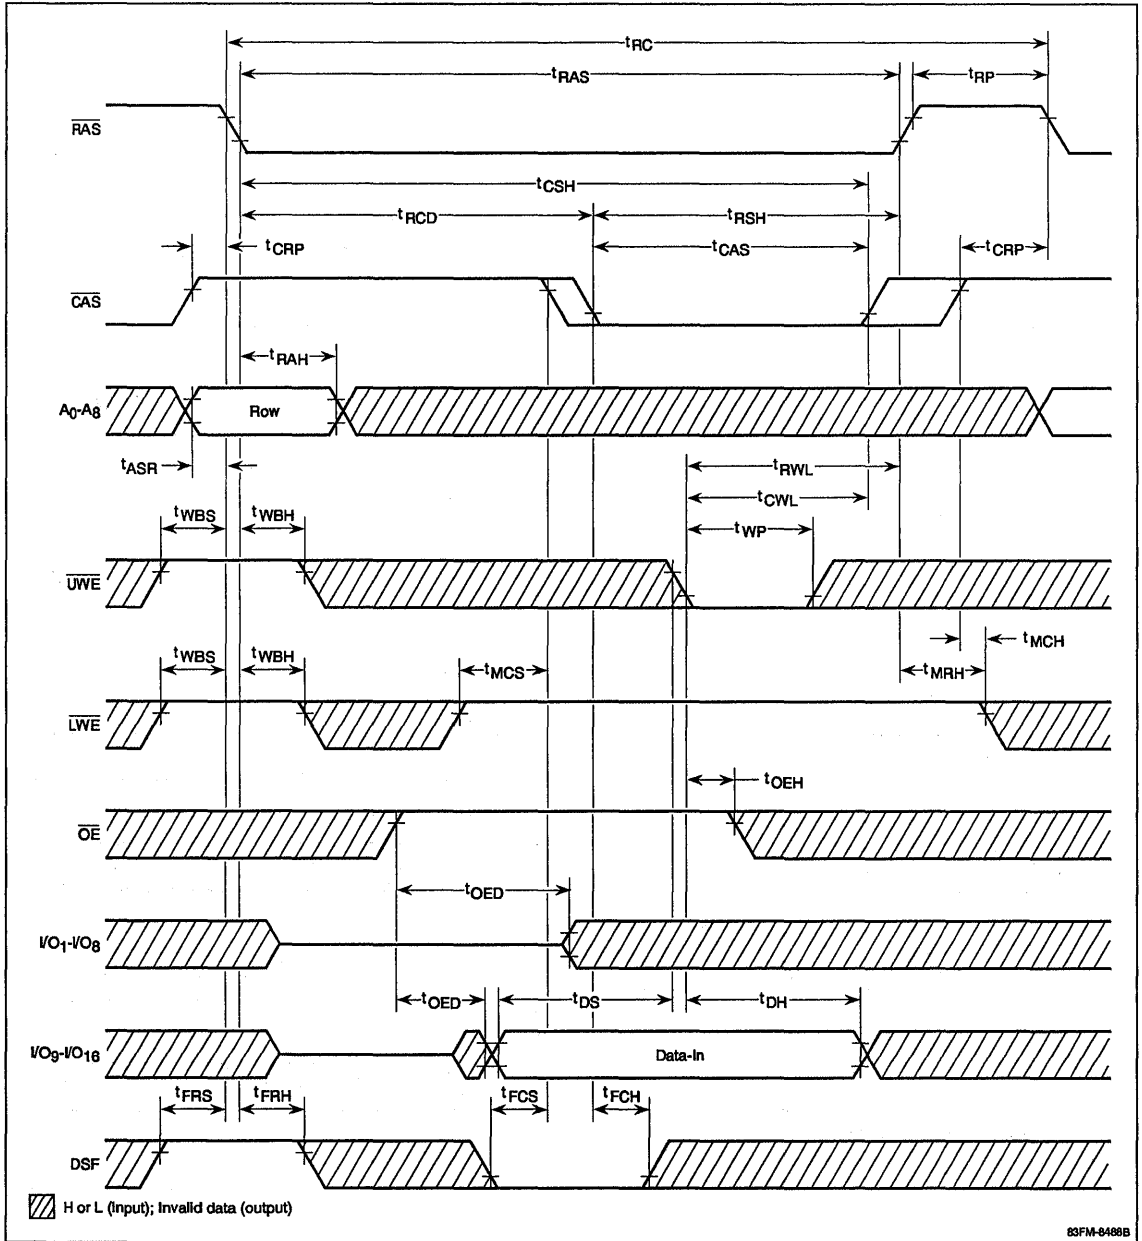 tRC
tRAS
tRP
RAS
tCSH
tRCD
tRSH
tCRP
tCAS
tCRP
CAS
tRAH
A0-A8
Row
tASR
tRWL
tCWL
tWBS
tWBH
tWP
UWE
tMCH
tWBS
tWBH
tMCS
tMRH
LWE
tOEH
OE
tOED
I/O1-I/O8
tOED
tDS
tDH
I/O9-I/O16
Data-In
tFRS
tFRH
tFCS
tFCH
DSF
H or L (Input); Invalid data (output)
83FM-8488B